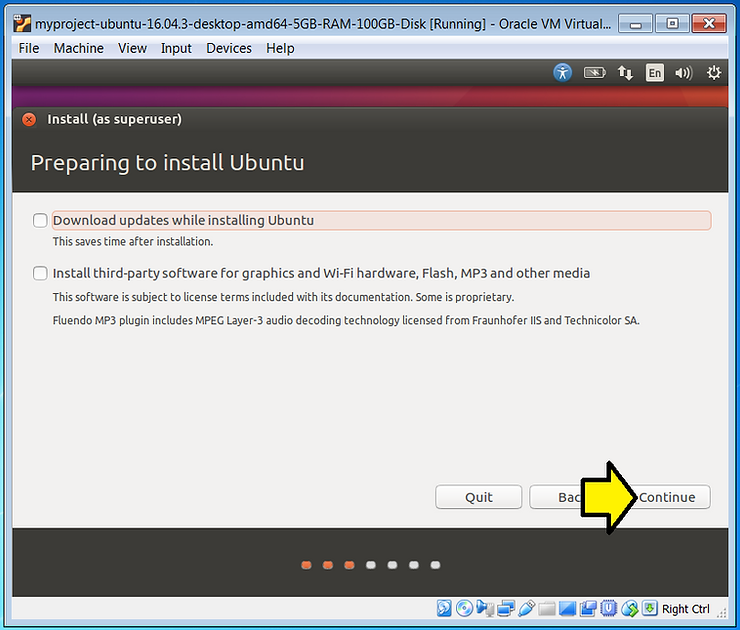 myproject-ubuntu-16.04.3-desktop-amd64-5GB-RAM-100GB-Disk [Running] - Oracle VM Virtual...
File Machine View Input Devices Help
En
Install (as superuser)
Preparing to install Ubuntu
Download updates while installing Ubuntu
This saves time after installation.
Install third-party software for graphics and Wi-Fi hardware, Flash, MP3 and other media
This software is subject to license terms included with its documentation. Some is proprietary.
Fluendo MP3 plugin includes MPEG Layer-3 audio decoding technology licensed from Fraunhofer IIS and Technicolor SA.
Quit Bac Continue
Right Ctrl